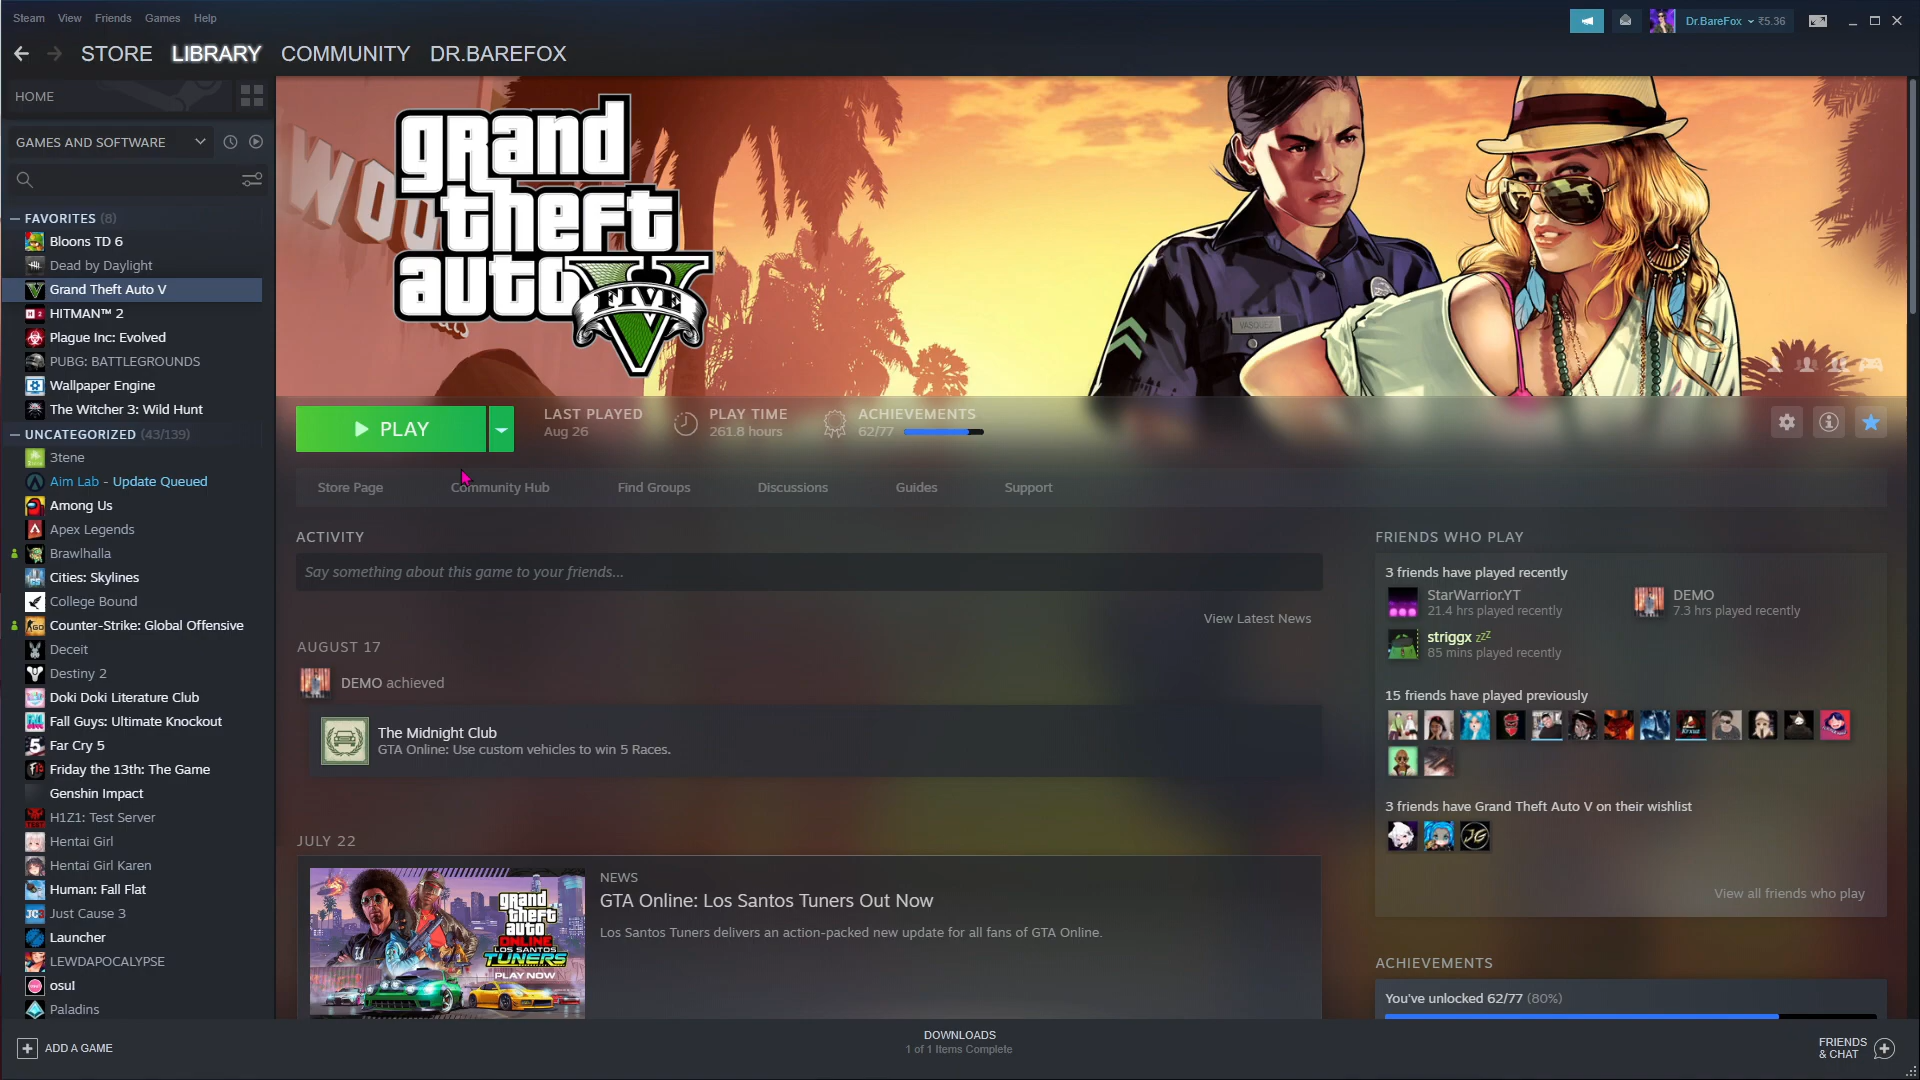 Steam View Friends Games Help
Dr.BareFox ₹5.36
STORE LIBRARY COMMUNITY DR.BAREFOX
HOME
GAMES AND SOFTWARE
FAVORITES (8)
Bloons TD 6
Dead by Daylight
Grand Theft Auto V
HITMAN™ 2
Plague Inc: Evolved
PUBG: BATTLEGROUNDS
Wallpaper Engine
The Witcher 3: Wild Hunt
UNCATEGORIZED (43/139)
3tene
Aim Lab - Update Queued
Among Us
Apex Legends
Brawlhalla
Cities: Skylines
College Bound
Counter-Strike: Global Offensive
Deceit
Destiny 2
Doki Doki Literature Club
Fall Guys: Ultimate Knockout
Far Cry 5
Friday the 13th: The Game
Genshin Impact
H1Z1: Test Server
Hentai Girl
Hentai Girl Karen
Human: Fall Flat
Just Cause 3
Launcher
LEWDAPOCALYPSE
osu!
Paladins
ADD A GAME
grand
theft
auto
FIVE
VASQUEZ
PLAY
LAST PLAYED
Aug 26
PLAY TIME
261.8 hours
ACHIEVEMENTS
62/77
Store Page Community Hub Find Groups Discussions Guides Support
ACTIVITY
Say something about this game to your friends...
View Latest News
AUGUST 17
DEMO achieved
The Midnight Club
GTA Online: Use custom vehicles to win 5 Races.
JULY 22
grand
theft
auto
ONLINE
LOS SANTOS
TUNERS
PLAY NOW
NEWS
GTA Online: Los Santos Tuners Out Now
Los Santos Tuners delivers an action-packed new update for all fans of GTA Online.
FRIENDS WHO PLAY
3 friends have played recently
StarWarrior.YT
21.4 hrs played recently
DEMO
7.3 hrs played recently
striggx zzz
85 mins played recently
15 friends have played previously
3 friends have Grand Theft Auto V on their wishlist
View all friends who play
ACHIEVEMENTS
You've unlocked 62/77 (80%)
DOWNLOADS
1 of 1 Items Complete
FRIENDS
& CHAT